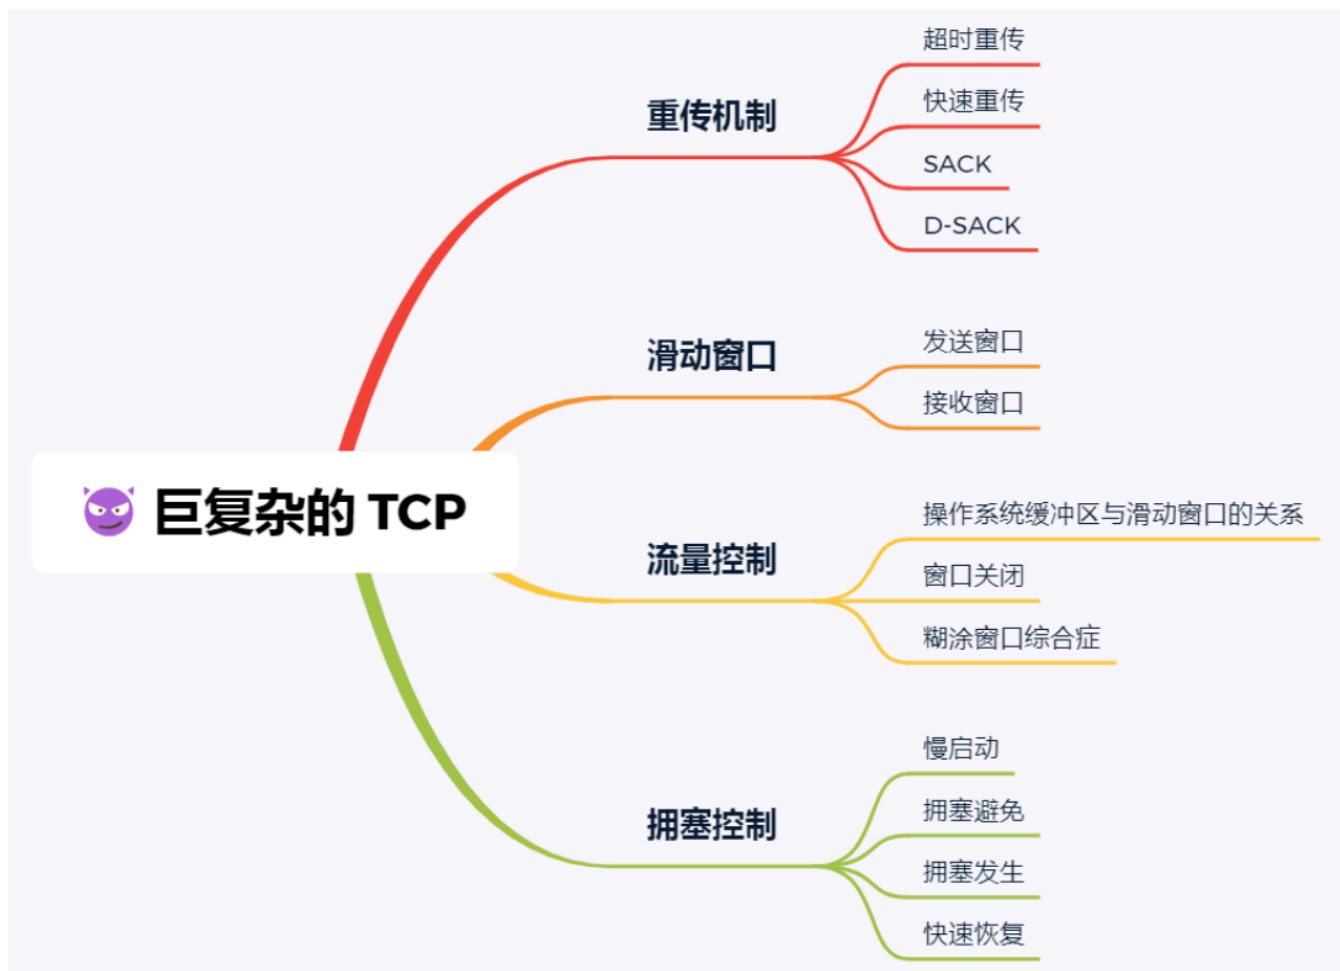 巨复杂的 TCP
重传机制
超时重传
快速重传
SACK
D-SACK
滑动窗口
发送窗口
接收窗口
流量控制
操作系统缓冲区与滑动窗口的关系
窗口关闭
糊涂窗口综合症
拥塞控制
慢启动
拥塞避免
拥塞发生
快速恢复